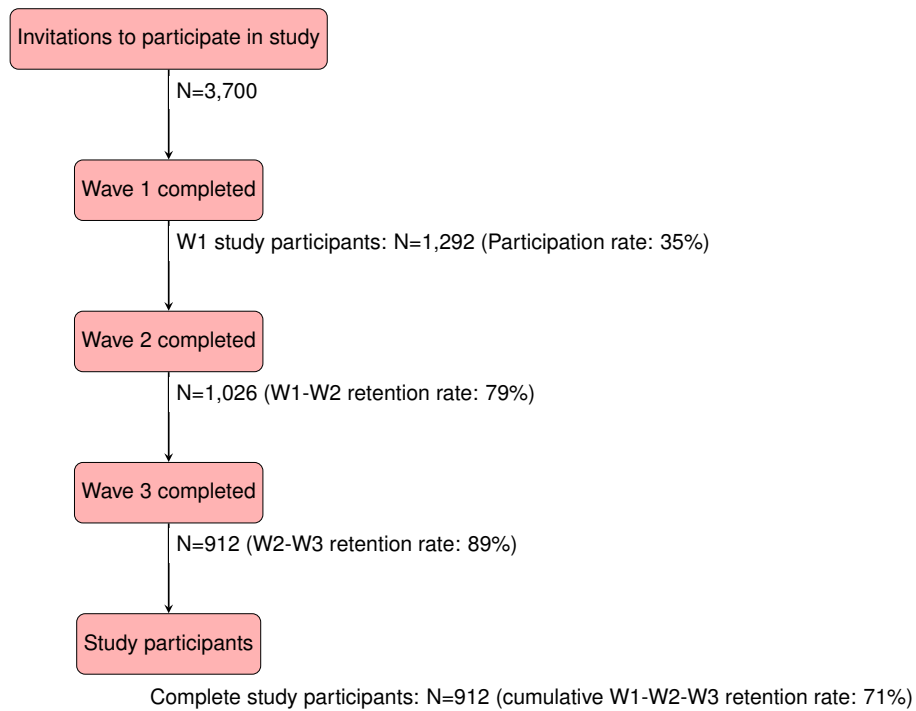 Invitations to participate in study
N=3,700
Wave 1 completed
W1 study participants: N=1,292 (Participation rate: 35%)
Wave 2 completed
N=1,026 (W1-W2 retention rate: 79%)
Wave 3 completed
N=912 (W2-W3 retention rate: 89%)
Study participants
Complete study participants: N=912 (cumulative W1-W2-W3 retention rate: 71%)